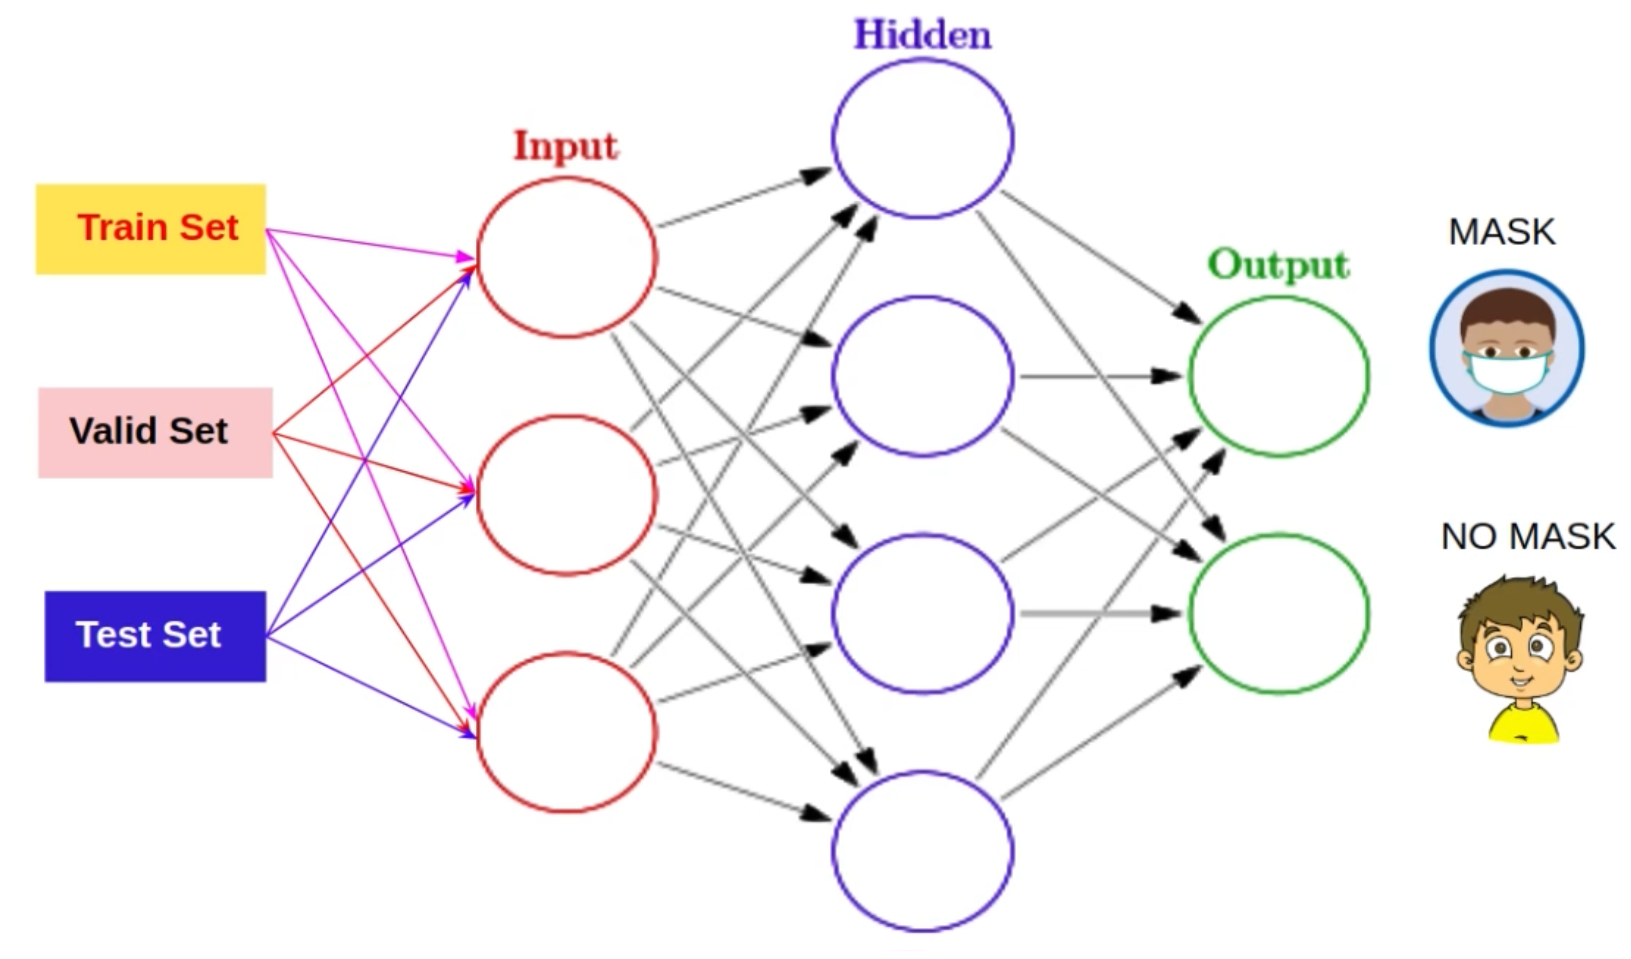 Hidden
Input
Train Set
MASK
Output
Valid Set
NO MASK
Test Set